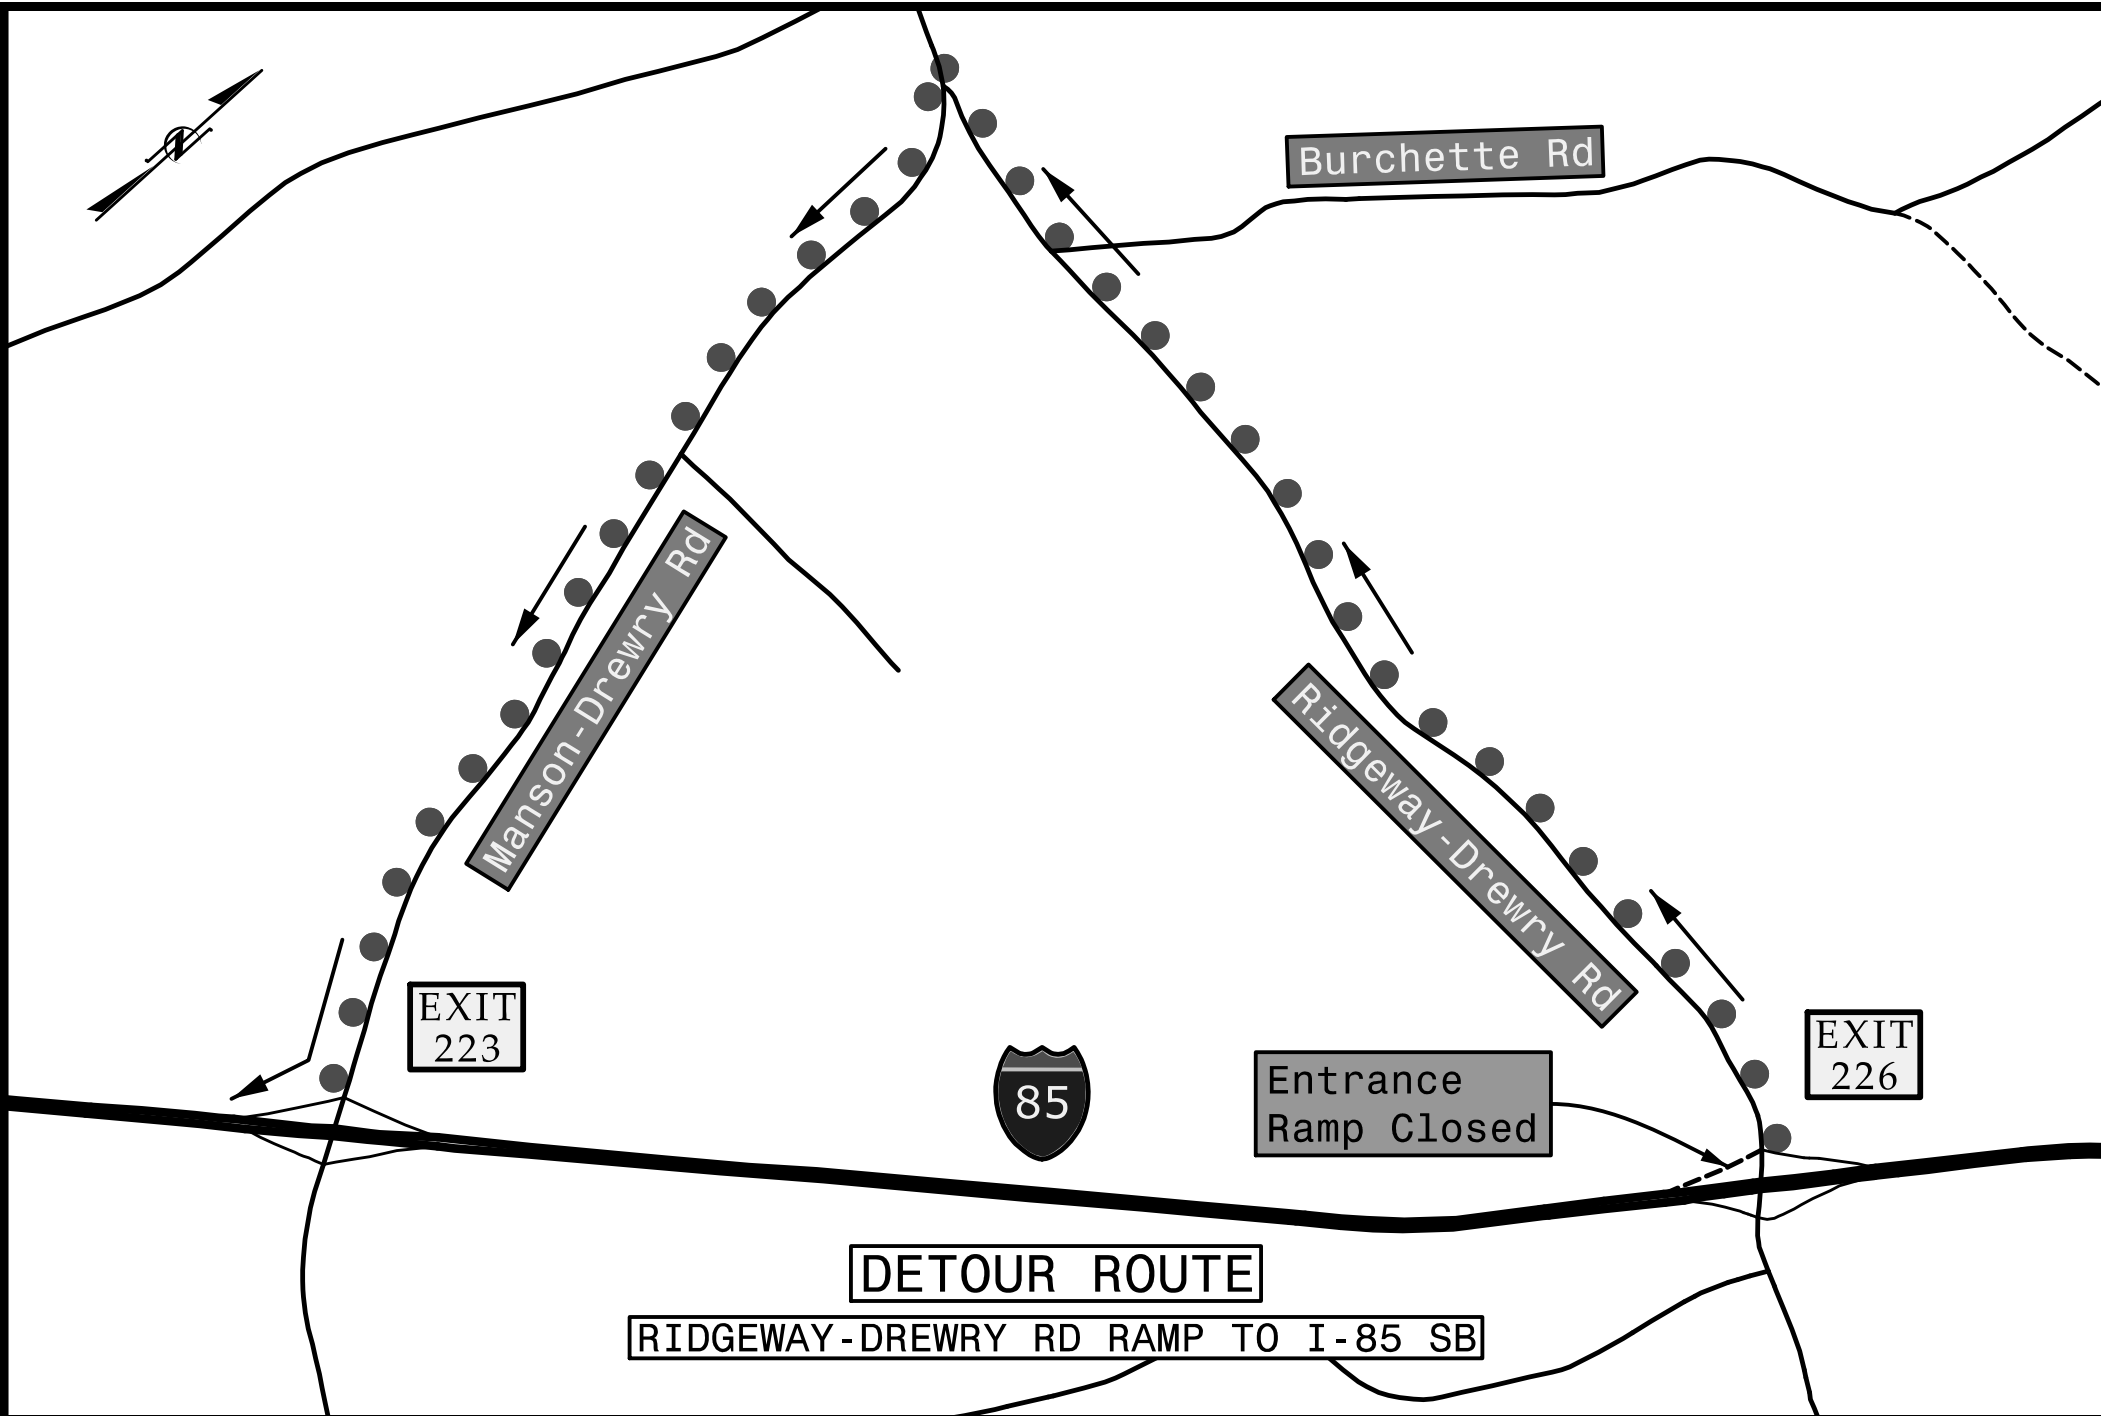 N
Burchette Rd
Manson-Drewry Rd
Ridgeway-Drewry Rd
EXIT
223
85
Entrance
Ramp Closed
EXIT
226
DETOUR ROUTE
RIDGEWAY-DREWRY RD RAMP TO I-85 SB